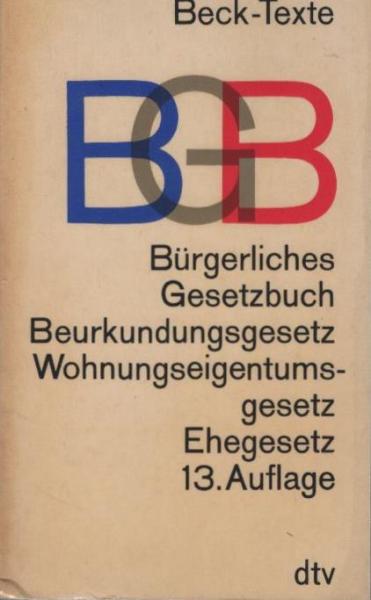 Beck-Texte
BGB
Bürgerliches
Gesetzbuch
Beurkundungsgesetz
Wohnungseigentums-
gesetz
Ehegesetz
13. Auflage
dtv